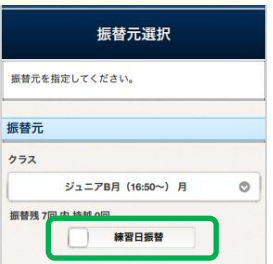 振替元選択
振替元を指定してください。
振替元
クラス
ジュニアB月（16:50〜）月
振替残 7回 内 持越 0回
練習日振替